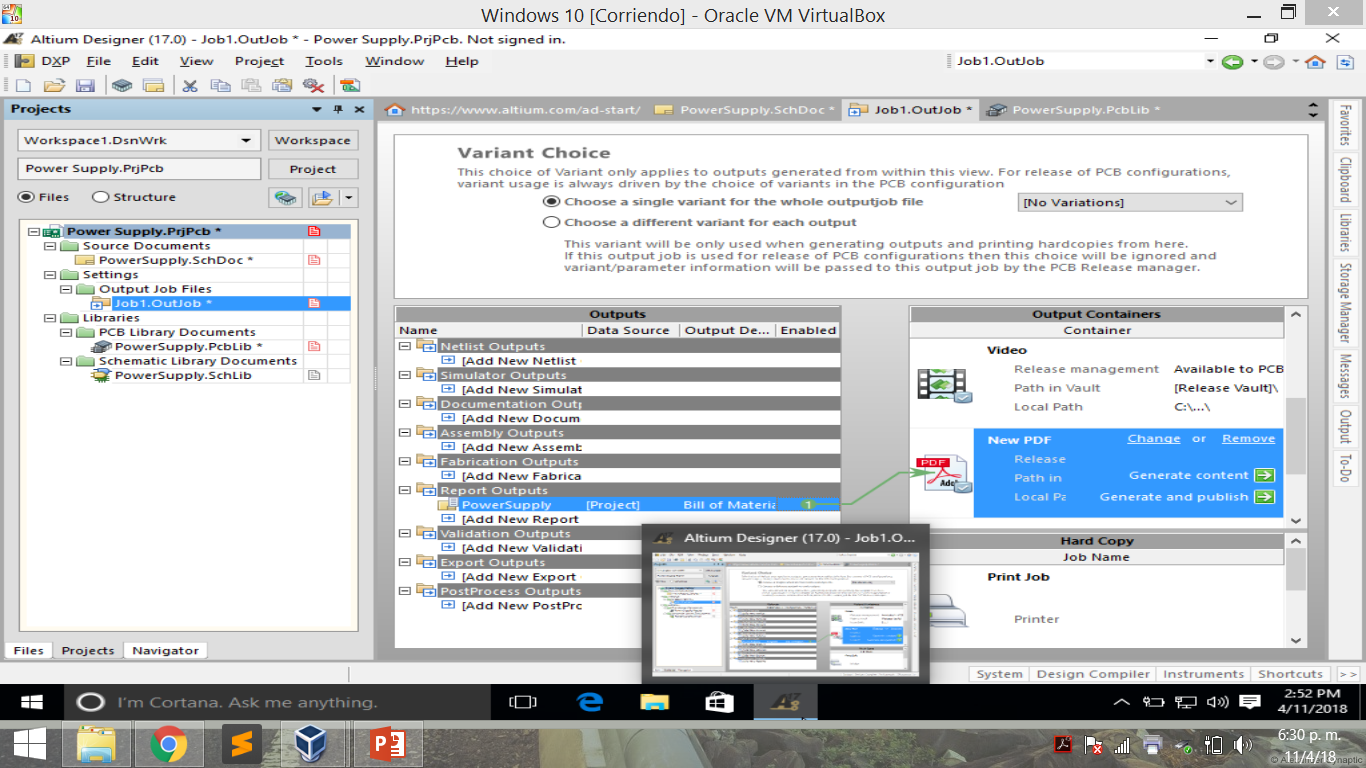 Windows 10 [Corriendo] - Oracle VM VirtualBox
Altium Designer (17.0) - Job1.OutJob * - Power Supply.PrjPcb. Not signed in.
DXP File Edit View Project Tools Window Help
Job1.OutJob
Projects
https://www.altium.com/ad-start/ PowerSupply.SchDoc * Job1.OutJob * PowerSupply.PcbLib *
Workspace1.DsnWrk Workspace
Power Supply.PrjPcb Project
Files Structure
Power Supply.PrjPcb *
Source Documents
PowerSupply.SchDoc *
Settings
Output Job Files
Job1.OutJob *
Libraries
PCB Library Documents
PowerSupply.PcbLib *
Schematic Library Documents
PowerSupply.SchLib
Files Projects Navigator
Variant Choice
This choice of Variant only applies to outputs generated from within this view. For release of PCB configurations,
variant usage is always driven by the choice of variants in the PCB configuration
Choose a single variant for the whole outputjob file
[No Variations]
Choose a different variant for each output
This variant will be only used when generating outputs and printing hardcopies from here.
If this output job is used for release of PCB configurations then this choice will be ignored and
variant/parameter information will be passed to this output job by the PCB Release manager.
Outputs
Name Data Source Output De... Enabled
Netlist Outputs
[Add New Netlist
Simulator Outputs
[Add New Simulat
Documentation Outp
[Add New Docum
Assembly Outputs
[Add New Assemb
Fabrication Outputs
[Add New Fabrica
Report Outputs
PowerSupply [Project] Bill of Materia 1
[Add New Report
Validation Outputs
[Add New Validati
Export Outputs
[Add New Export
PostProcess Outputs
[Add New PostPrc
Output Containers
Container
Video
Release management Available to PCB
Path in Vault [Release Vault]\
Local Path C:\...\
New PDF Change or Remove
Release
Path in Generate content
Local Pa Generate and publish
PDF
Adob
Hard Copy
Job Name
Print Job
Printer
Favorites
Clipboard
Libraries
Storage Manager
Messages
Output
To-Do
Altium Designer (17.0) - Job1.O...
System Design Compiler Instruments Shortcuts >>
I'm Cortana. Ask me anything.
2:52 PM
4/11/2018
6:30 p. m.
11/4/18